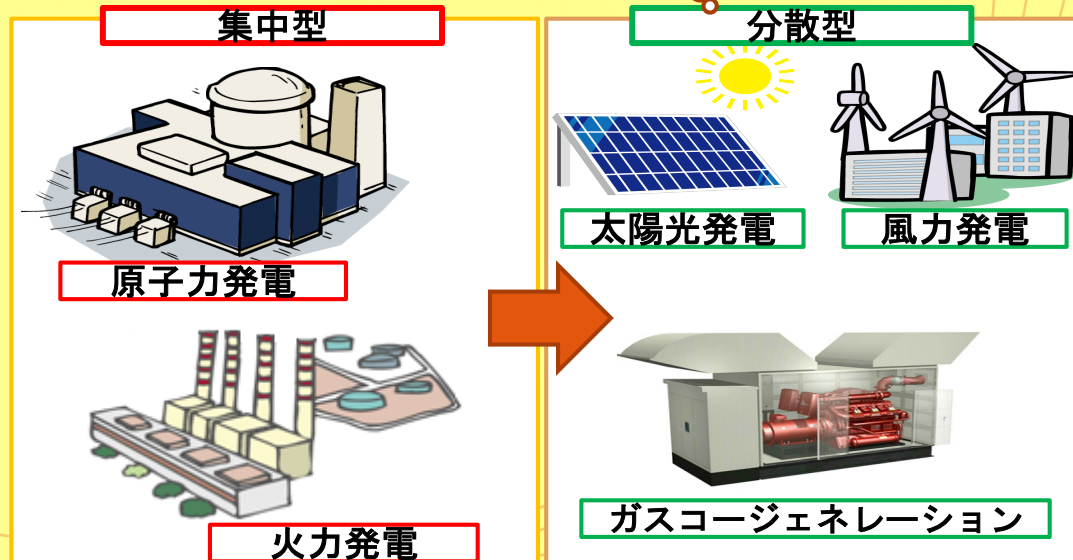 集中型
原子力発電
火力発電
分散型
太陽光発電
風力発電
ガスコージェネレーション